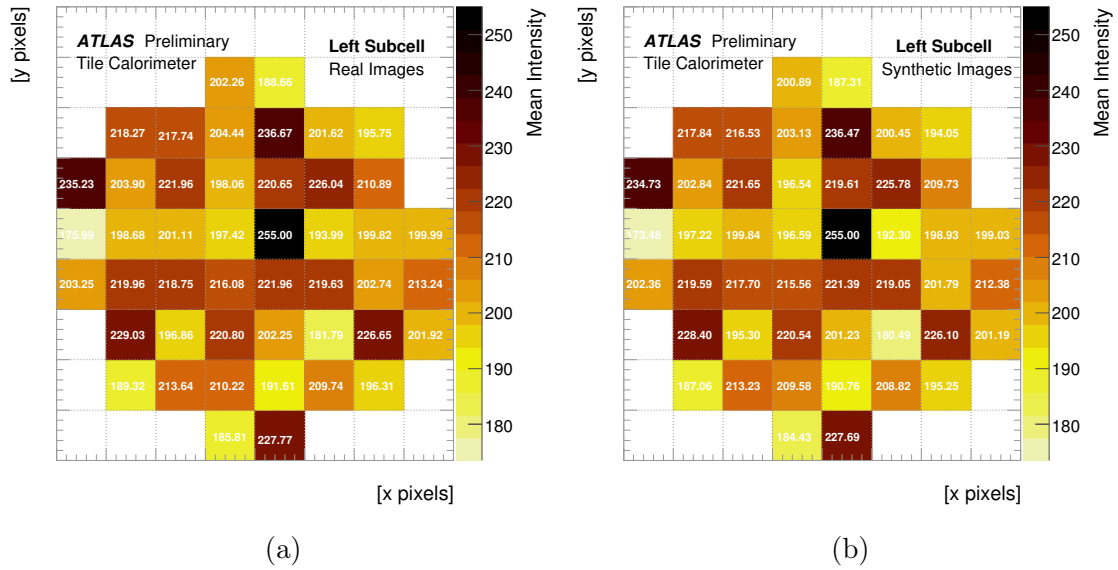 [y pixels]
ATLAS Preliminary
Tile Calorimeter
Left Subcell
Real Images
202.26 188.66
218.27 217.74 204.44 236.67 201.62 195.75
235.23 203.90 221.96 198.06 220.65 226.04 210.89
175.99 198.68 201.11 197.42 255.00 193.99 199.82 199.99
203.25 219.96 218.75 216.08 221.96 219.63 202.74 213.24
229.03 196.86 220.80 202.25 181.79 226.65 201.92
189.32 213.64 210.22 191.61 209.74 196.31
185.81 227.77
[x pixels]
250
240
230
220
210
200
190
180
Mean Intensity
(a)
[y pixels]
ATLAS Preliminary
Tile Calorimeter
Left Subcell
Synthetic Images
200.89 187.31
217.84 216.53 203.13 236.47 200.45 194.05
234.73 202.84 221.65 196.54 219.61 225.78 209.73
173.48 197.22 199.84 196.59 255.00 192.30 198.93 199.03
202.36 219.59 217.70 215.56 221.39 219.05 201.79 212.38
228.40 195.30 220.54 201.23 180.49 226.10 201.19
187.06 213.23 209.58 190.76 208.82 195.25
184.43 227.69
[x pixels]
250
240
230
220
210
200
190
180
Mean Intensity
(b)